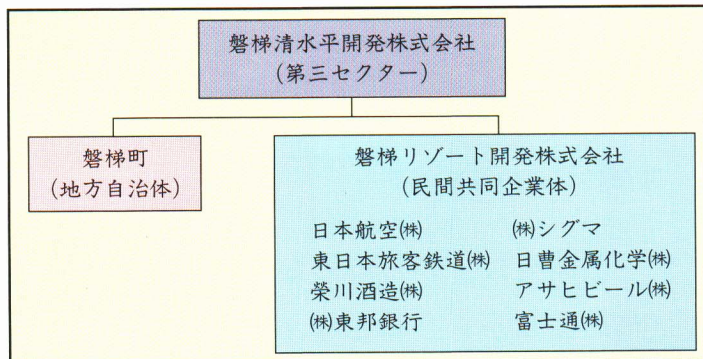 磐梯清水平開発株式会社
(第三セクター)
磐梯町
(地方自治体)
磐梯リゾート開発株式会社
(民間共同企業体)
日本航空㈱ ㈱シグマ
東日本旅客鉄道㈱ 日曹金属化学㈱
榮川酒造㈱ アサヒビール㈱
㈱東邦銀行 富士通㈱